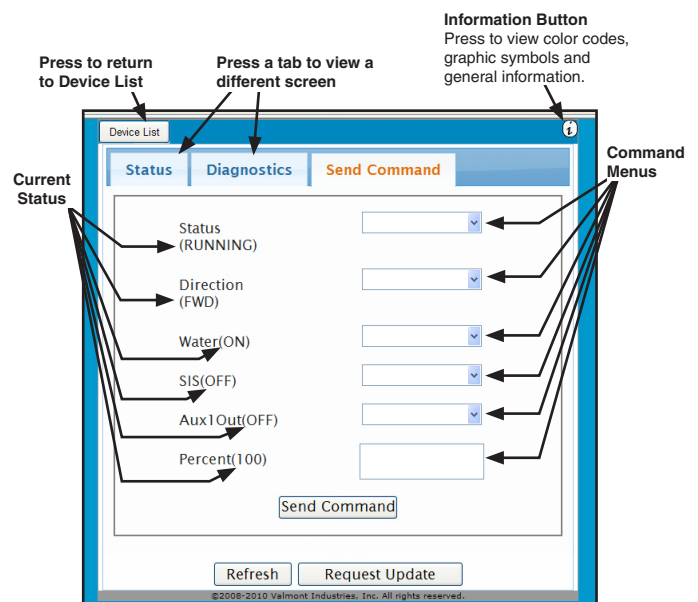 Information Button
Press to view color codes,
graphic symbols and
general information.
Press to return
to Device List
Press a tab to view a
different screen
Device List
i
Status
Diagnostics
Send Command
Command
Menus
Current
Status
Status
(RUNNING)
Direction
(FWD)
Water(ON)
SIS(OFF)
Aux1Out(OFF)
Percent(100)
Send Command
Refresh
Request Update
©2008-2010 Valmont Industries, Inc. All rights reserved.